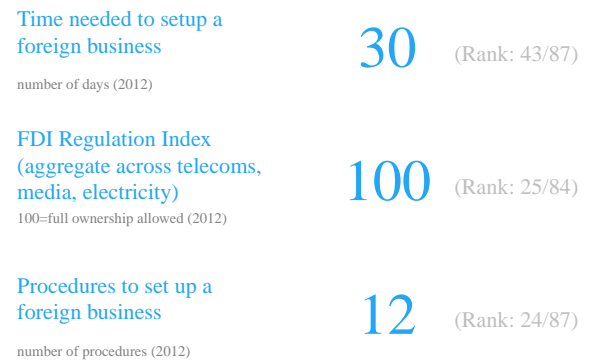 Time needed to setup a
foreign business
30 (Rank: 43/87)
number of days (2012)
FDI Regulation Index
(aggregate across telecoms,
media, electricity)
100 (Rank: 25/84)
100=full ownership allowed (2012)
Procedures to set up a
foreign business
12 (Rank: 24/87)
number of procedures (2012)